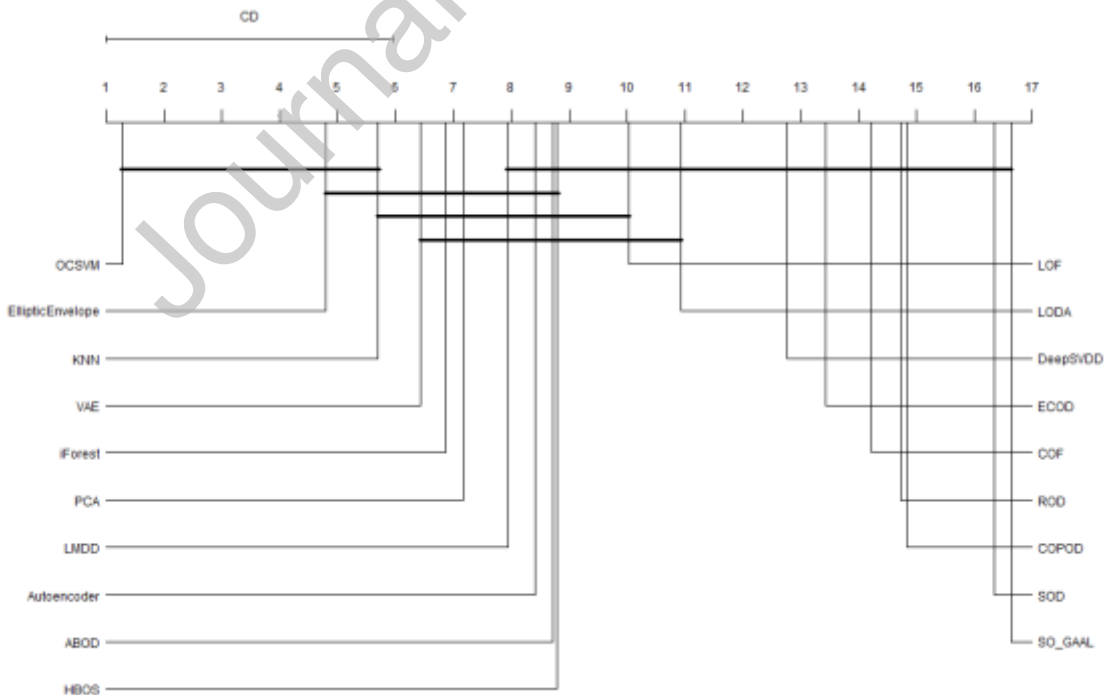 CD
1 2 3 4 5 6 7 8 9 10 11 12 13 14 15 16 17
OCSVM
EllipticEnvelope
KNN
VAE
iForest
PCA
LMDD
Autoencoder
ABOD
HBOS
LOF
LODA
DeepSVDD
ECOD
COF
ROD
COPOD
SOD
SO_GAAL
Journal